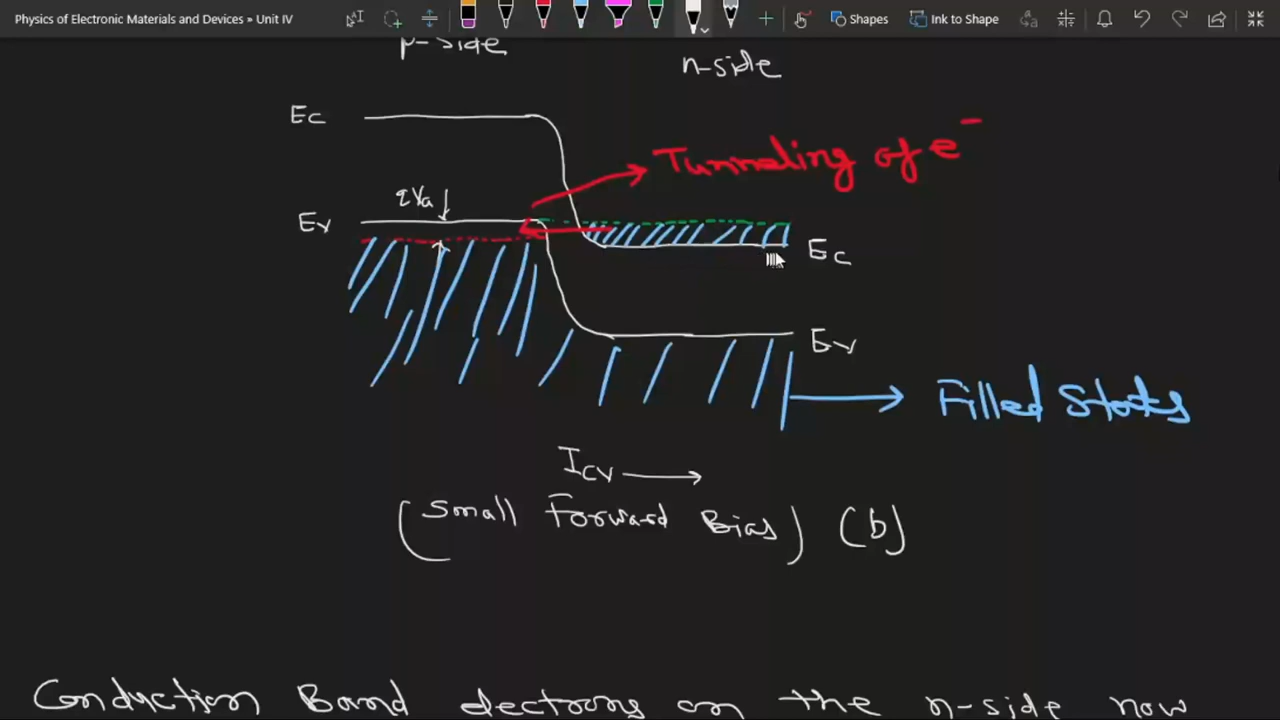 Physics of Electronic Materials and Devices » Unit IV
Shapes
Ink to Shape
p-side
n-side
Ec
Tunneling of e⁻
qVa
Ev
Ec
Ev
Filled States
Icv →
(Small Forward Bias) (b)
Conduction Band electrons on the n-side now